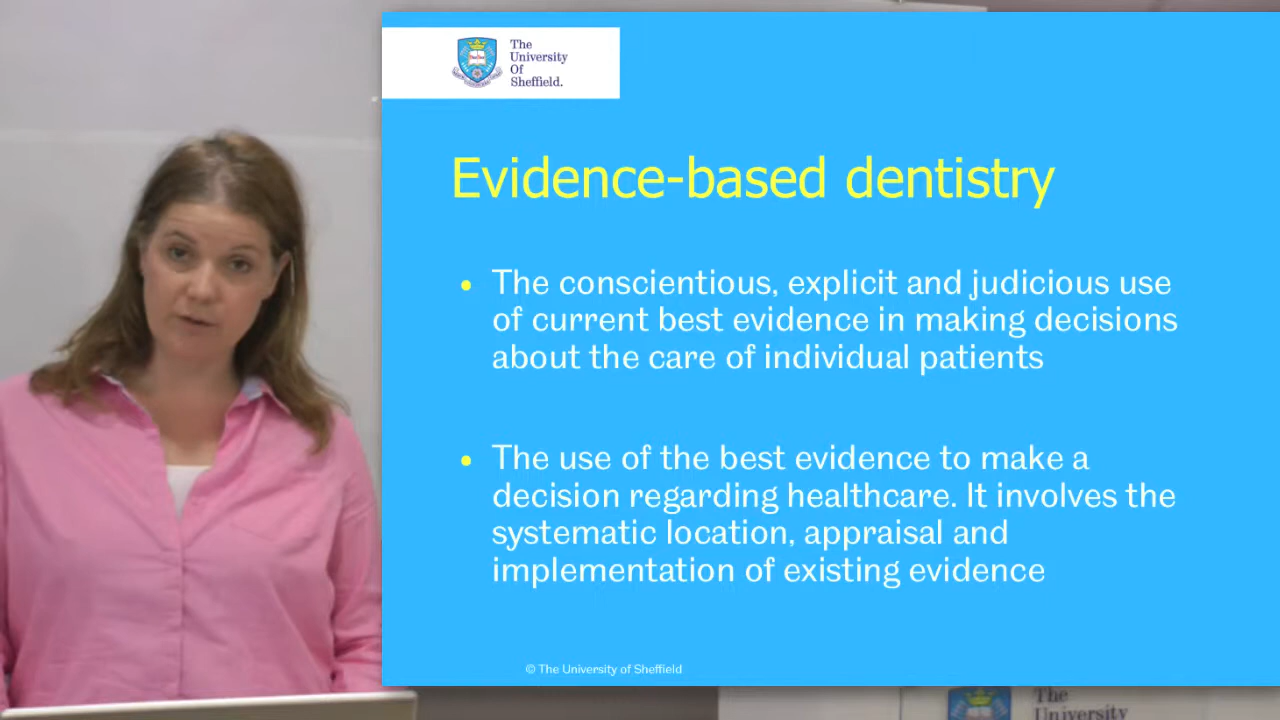 The
University
Of
Sheffield.
Evidence-based dentistry
• The conscientious, explicit and judicious use
of current best evidence in making decisions
about the care of individual patients
• The use of the best evidence to make a
decision regarding healthcare. It involves the
systematic location, appraisal and
implementation of existing evidence
© The University of Sheffield
The
University